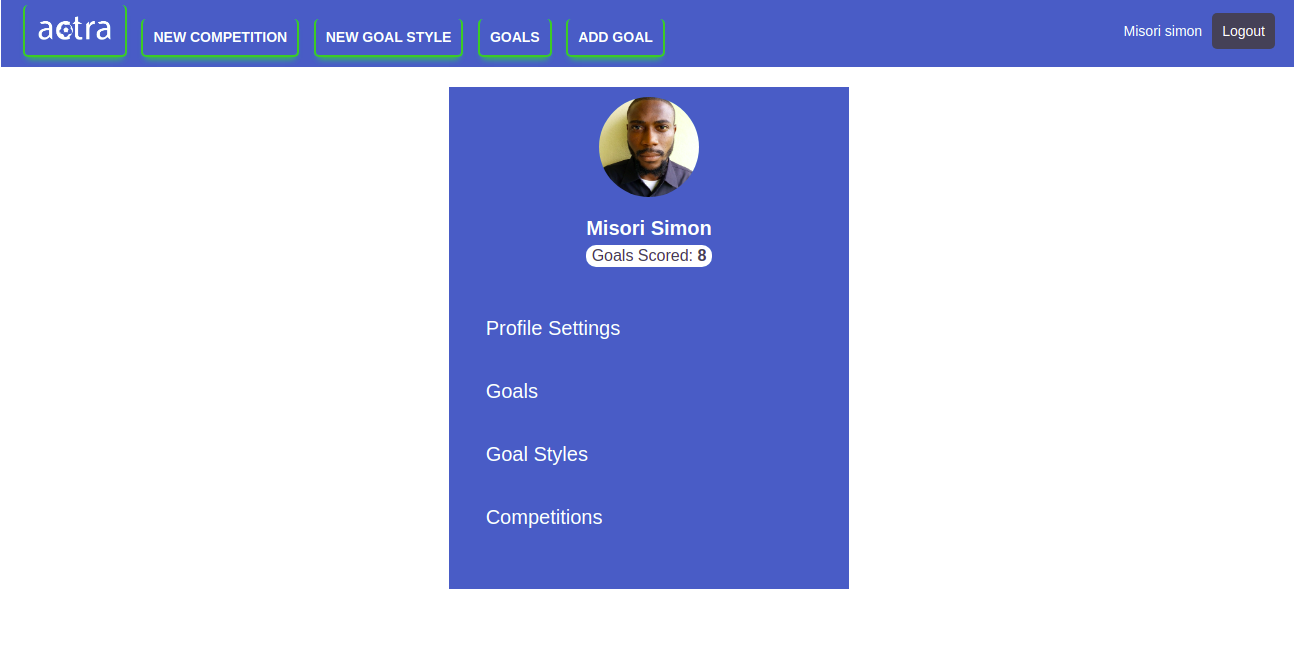 actra
NEW COMPETITION
NEW GOAL STYLE
GOALS
ADD GOAL
Misori simon
Logout
Misori Simon
Goals Scored: 8
Profile Settings
Goals
Goal Styles
Competitions